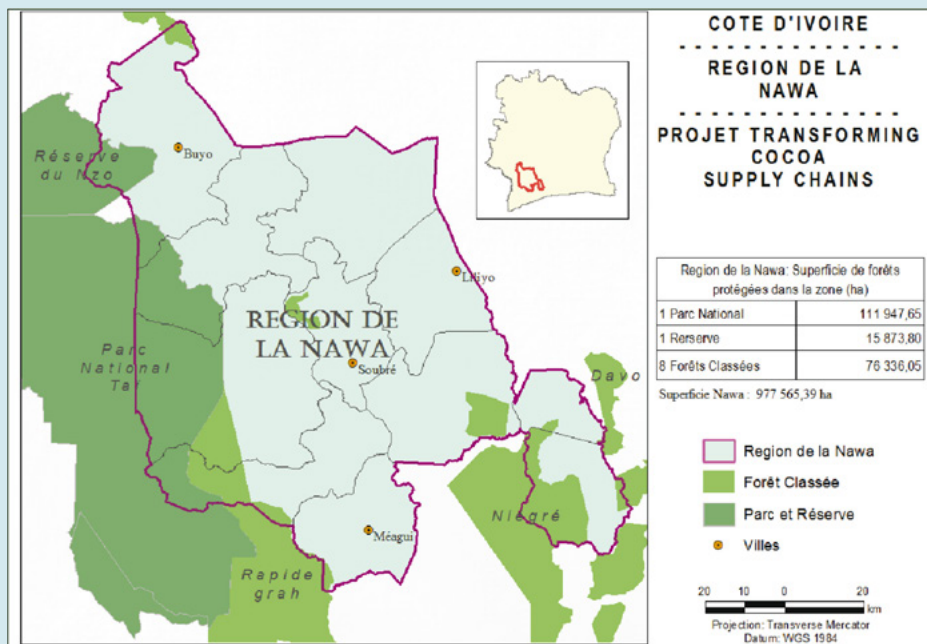 COTE D'IVOIRE
- - - - - - - - - - - - - - -
REGION DE LA
NAWA
- - - - - - - - - - - - - - -
PROJET TRANSFORMING
COCOA
SUPPLY CHAINS
Region de la Nawa: Superficie de forêts
protégées dans la zone (ha)
1 Parc National 111 947,65
1 Rerserve 15 873,80
8 Forêts Classées 76 336,05
Superficie Nawa : 977 565,39 ha
Region de la Nawa
Forêt Classée
Parc et Réserve
Villes
20 10 0 20
km
Projection: Transverse Mercator
Datum: WGS 1984
Réserve
du Nzo
Buyo
Liliyo
REGION DE
LA NAWA
Soubré
Parc
National
Taï
Davo
Niégré
Méagui
Rapide
grah